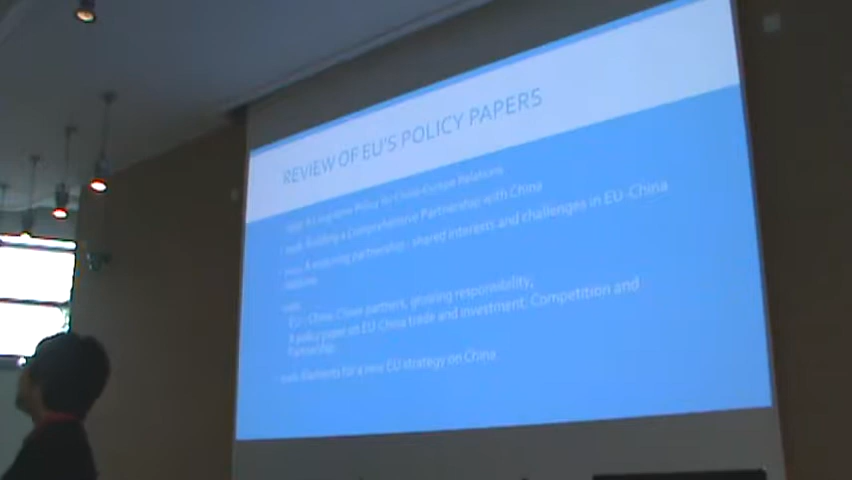 REVIEW OF EU'S POLICY PAPERS
A Long-term Policy for China-Europe Relations
Building a Comprehensive Partnership with China
A maturing partnership: shared interests and challenges in EU-China
relations
EU-China: Closer partners, growing responsibility;
A policy paper on EU-China trade and investment: Competition and
Partnership.
Elements for a new EU strategy on China